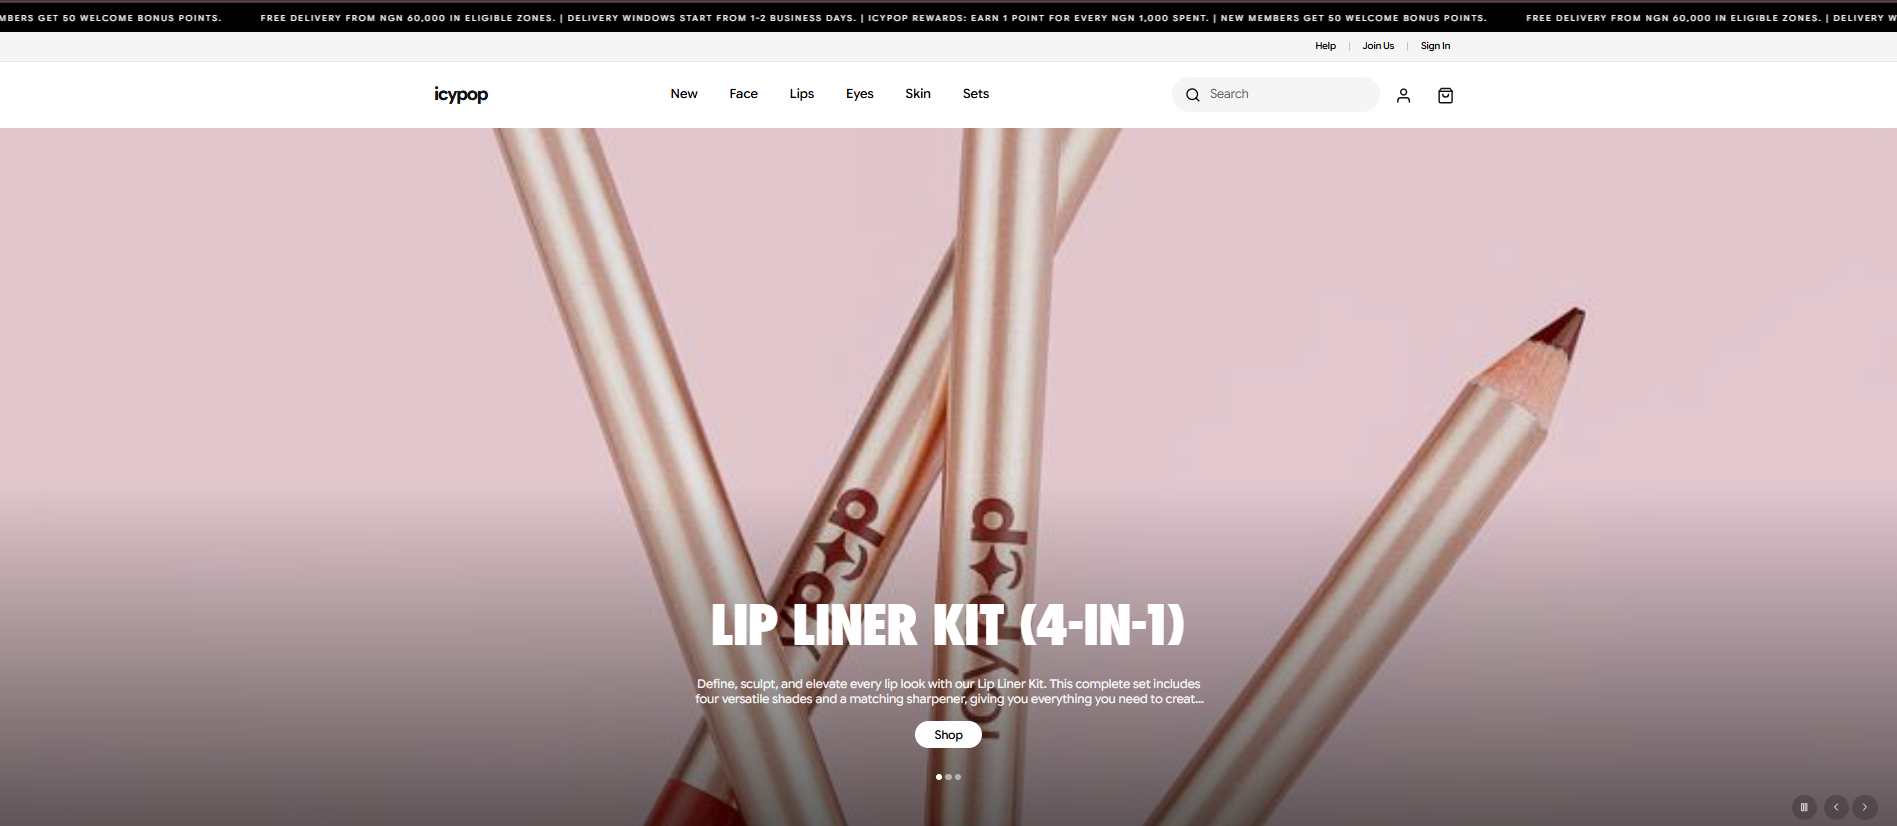 MBERS GET 50 WELCOME BONUS POINTS. FREE DELIVERY FROM NGN 60,000 IN ELIGIBLE ZONES. | DELIVERY WINDOWS START FROM 1-2 BUSINESS DAYS. | ICYPOP REWARDS: EARN 1 POINT FOR EVERY NGN 1,000 SPENT. | NEW MEMBERS GET 50 WELCOME BONUS POINTS. FREE DELIVERY FROM NGN 60,000 IN ELIGIBLE ZONES. | DELIVERY W
Help | Join Us | Sign In
icypop New Face Lips Eyes Skin Sets Search
icypop
icypop
LIP LINER KIT (4-IN-1)
Define, sculpt, and elevate every lip look with our Lip Liner Kit. This complete set includes
four versatile shades and a matching sharpener, giving you everything you need to creat...
Shop